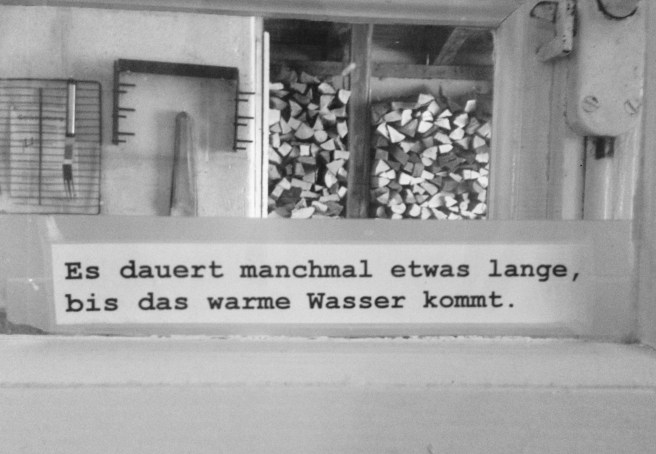 Es dauert manchmal etwas lange,
bis das warme Wasser kommt.